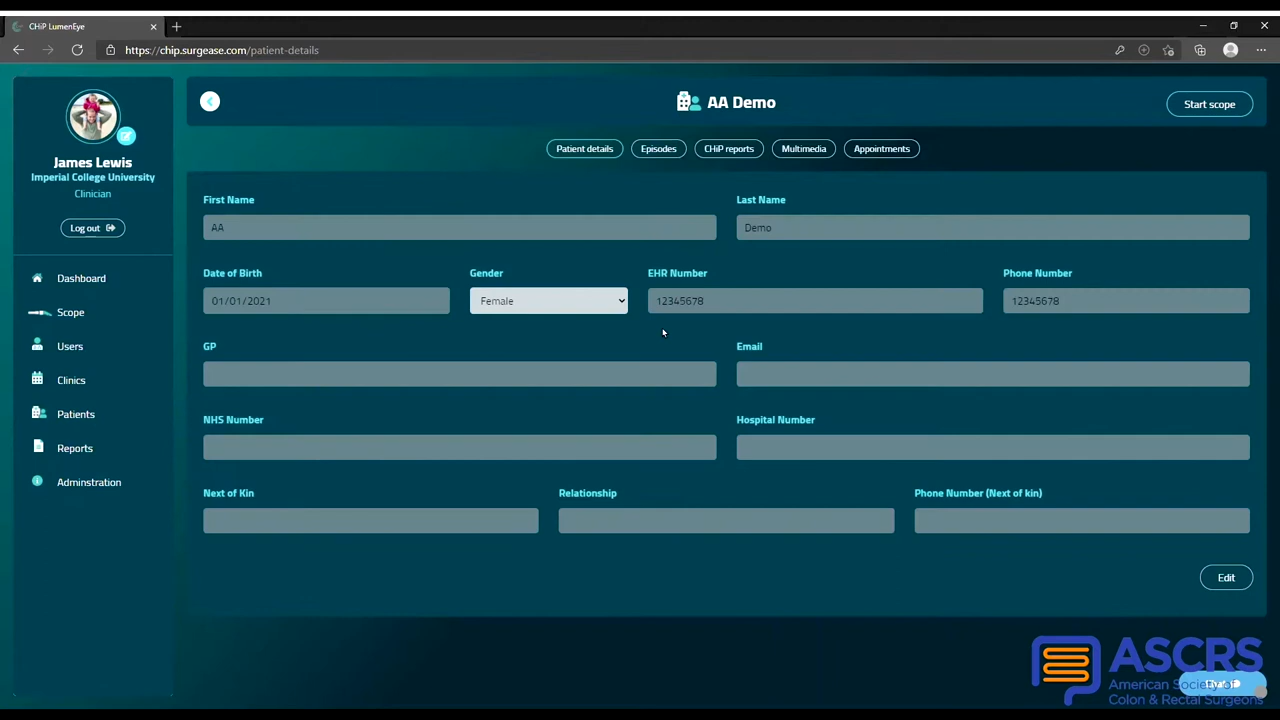 CHiP LumenEye
https://chip.surgease.com/patient-details
AA Demo
Start scope
James Lewis
Imperial College University
Clinician
Log out
Patient details
Episodes
CHiP reports
Multimedia
Appointments
Dashboard
Scope
Users
Clinics
Patients
Reports
Adminstration
First Name
Last Name
AA
Demo
Date of Birth
Gender
EHR Number
Phone Number
01/01/2021
Female
12345678
12345678
GP
Email
NHS Number
Hospital Number
Next of Kin
Relationship
Phone Number (Next of kin)
Edit
ASCRS
American Society of
Colon & Rectal Surgeons